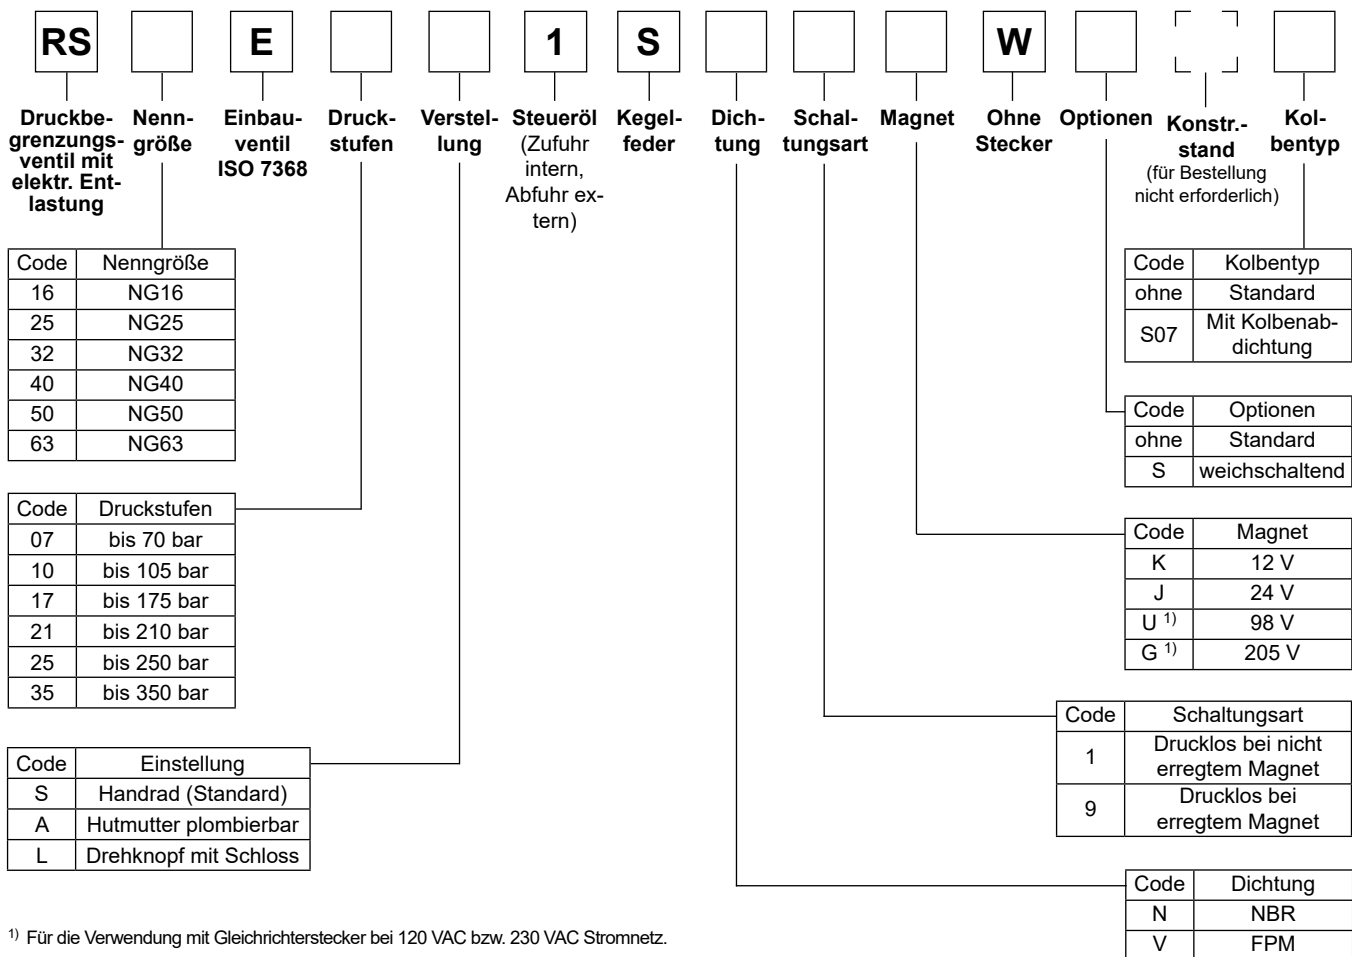 RS E 1 S W
Druckbe-
grenzungs-
ventil mit
elektr. Ent-
lastung
Nenn-
größe
Einbau-
ventil
ISO 7368
Druck-
stufen
Verstel-
lung
Steueröl
(Zufuhr
intern,
Abfuhr ex-
tern)
Kegel-
feder
Dich-
tung
Schal-
tungsart
Magnet
Ohne
Stecker
Optionen
Konstr.-
stand
(für Bestellung
nicht erforderlich)
Kol-
bentyp
Code Nenngröße
16 NG16
25 NG25
32 NG32
40 NG40
50 NG50
63 NG63
Code Druckstufen
07 bis 70 bar
10 bis 105 bar
17 bis 175 bar
21 bis 210 bar
25 bis 250 bar
35 bis 350 bar
Code Einstellung
S Handrad (Standard)
A Hutmutter plombierbar
L Drehknopf mit Schloss
Code Kolbentyp
ohne Standard
S07 Mit Kolbenab-
dichtung
Code Optionen
ohne Standard
S weichschaltend
Code Magnet
K 12 V
J 24 V
U 1) 98 V
G 1) 205 V
Code Schaltungsart
1 Drucklos bei nicht
erregtem Magnet
9 Drucklos bei
erregtem Magnet
Code Dichtung
N NBR
V FPM
1) Für die Verwendung mit Gleichrichterstecker bei 120 VAC bzw. 230 VAC Stromnetz.